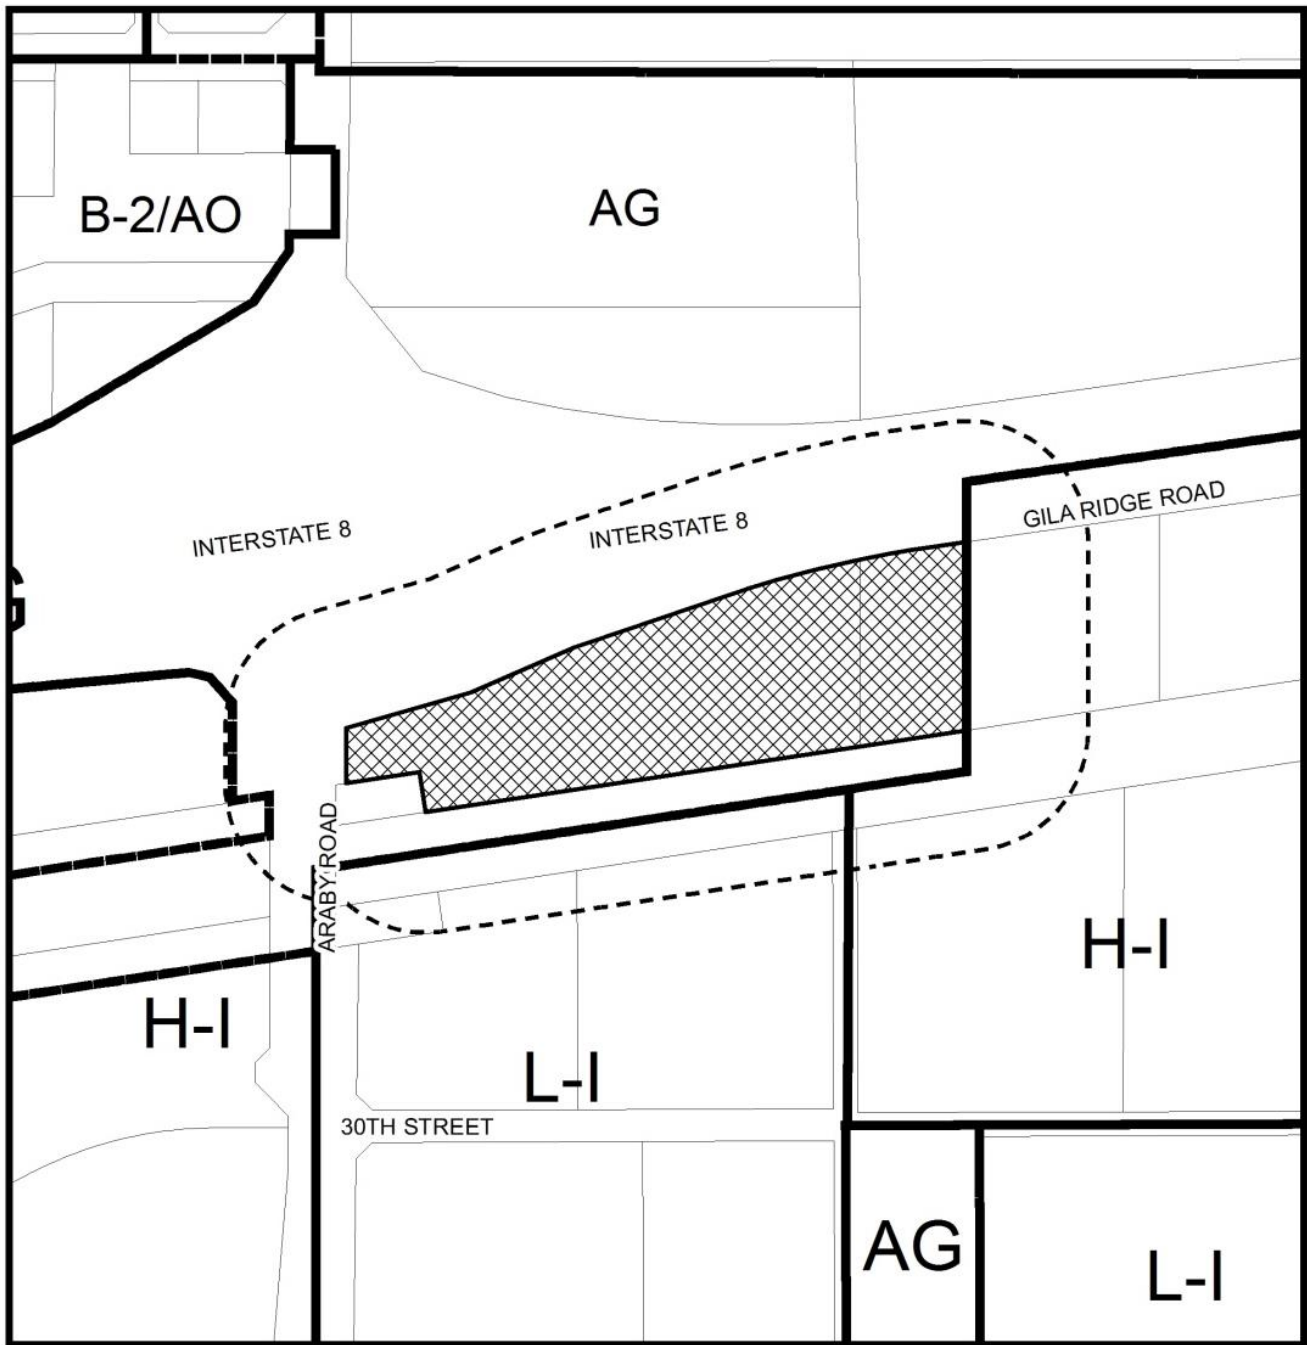 B-2/AO
AG
INTERSTATE 8
INTERSTATE 8
GILA RIDGE ROAD
ARABY ROAD
H-I
H-I
L-I
30TH STREET
AG
L-I